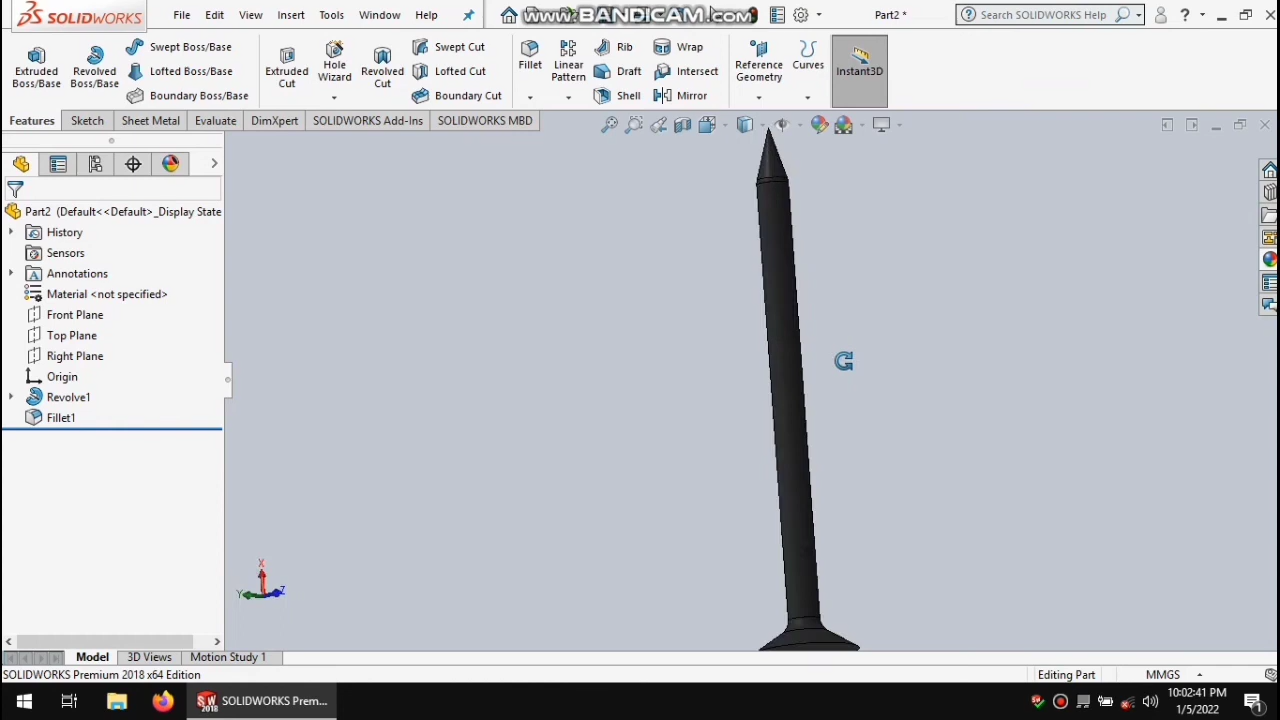 SOLIDWORKS
File Edit View Insert Tools Window Help
www.BANDICAM.com
Part2 *
Search SOLIDWORKS Help
?
Extruded Boss/Base
Revolved Boss/Base
Swept Boss/Base
Lofted Boss/Base
Boundary Boss/Base
Extruded Cut
Hole Wizard
Revolved Cut
Swept Cut
Lofted Cut
Boundary Cut
Fillet
Linear Pattern
Rib
Draft
Shell
Wrap
Intersect
Mirror
Reference Geometry
Curves
Instant3D
Features Sketch Sheet Metal Evaluate DimXpert SOLIDWORKS Add-Ins SOLIDWORKS MBD
Part2 (Default<<Default>_Display State
History
Sensors
Annotations
Material <not specified>
Front Plane
Top Plane
Right Plane
Origin
Revolve1
Fillet1
X
Y Z
Model 3D Views Motion Study 1
SOLIDWORKS Premium 2018 x64 Edition
Editing Part
MMGS
SW 2018
SOLIDWORKS Prem...
10:02:41 PM
1/5/2022
1